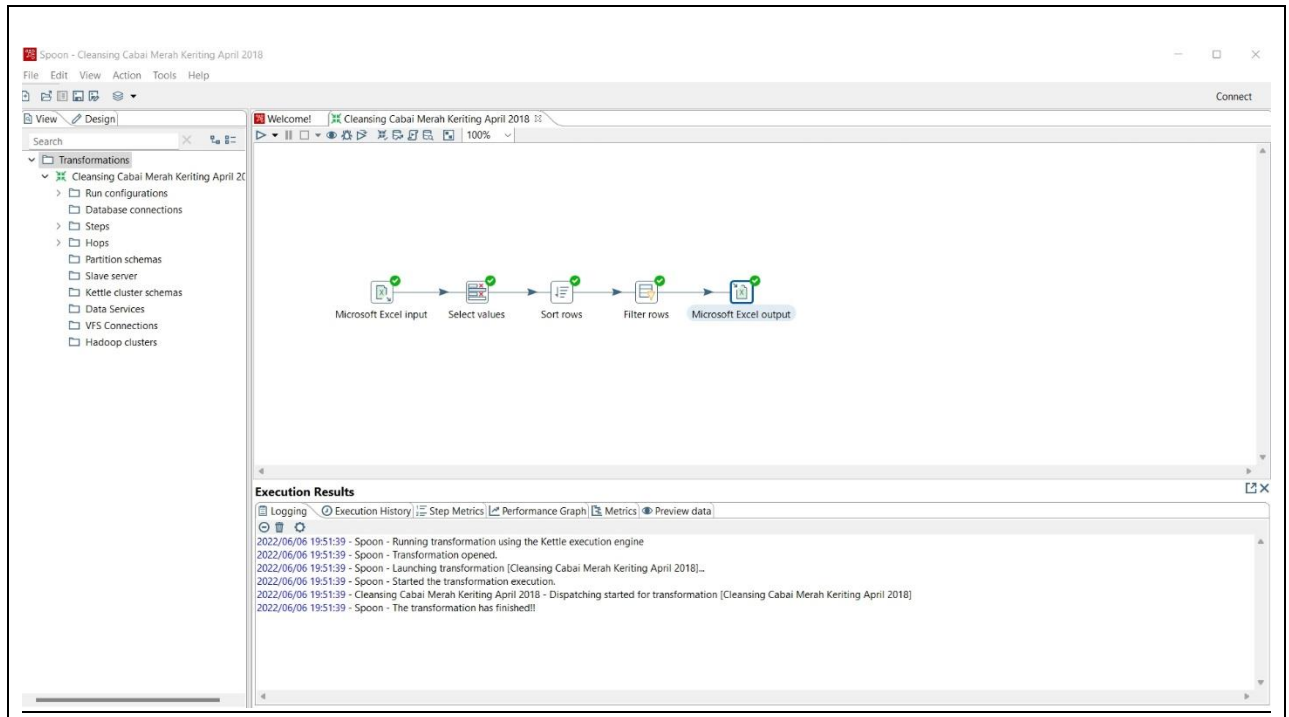 Spoon - Cleansing Cabai Merah Keriting April 2018
File Edit View Action Tools Help
Connect
View Design
Welcome! Cleansing Cabai Merah Keriting April 2018
Search
100%
Transformations
Cleansing Cabai Merah Keriting April 20
Run configurations
Database connections
Steps
Hops
Partition schemas
Slave server
Kettle cluster schemas
Data Services
VFS Connections
Hadoop clusters
Microsoft Excel input Select values Sort rows Filter rows Microsoft Excel output
Execution Results
Logging Execution History Step Metrics Performance Graph Metrics Preview data
2022/06/06 19:51:39 - Spoon - Running transformation using the Kettle execution engine
2022/06/06 19:51:39 - Spoon - Transformation opened.
2022/06/06 19:51:39 - Spoon - Launching transformation [Cleansing Cabai Merah Keriting April 2018]...
2022/06/06 19:51:39 - Spoon - Started the transformation execution.
2022/06/06 19:51:39 - Cleansing Cabai Merah Keriting April 2018 - Dispatching started for transformation [Cleansing Cabai Merah Keriting April 2018]
2022/06/06 19:51:39 - Spoon - The transformation has finished!!